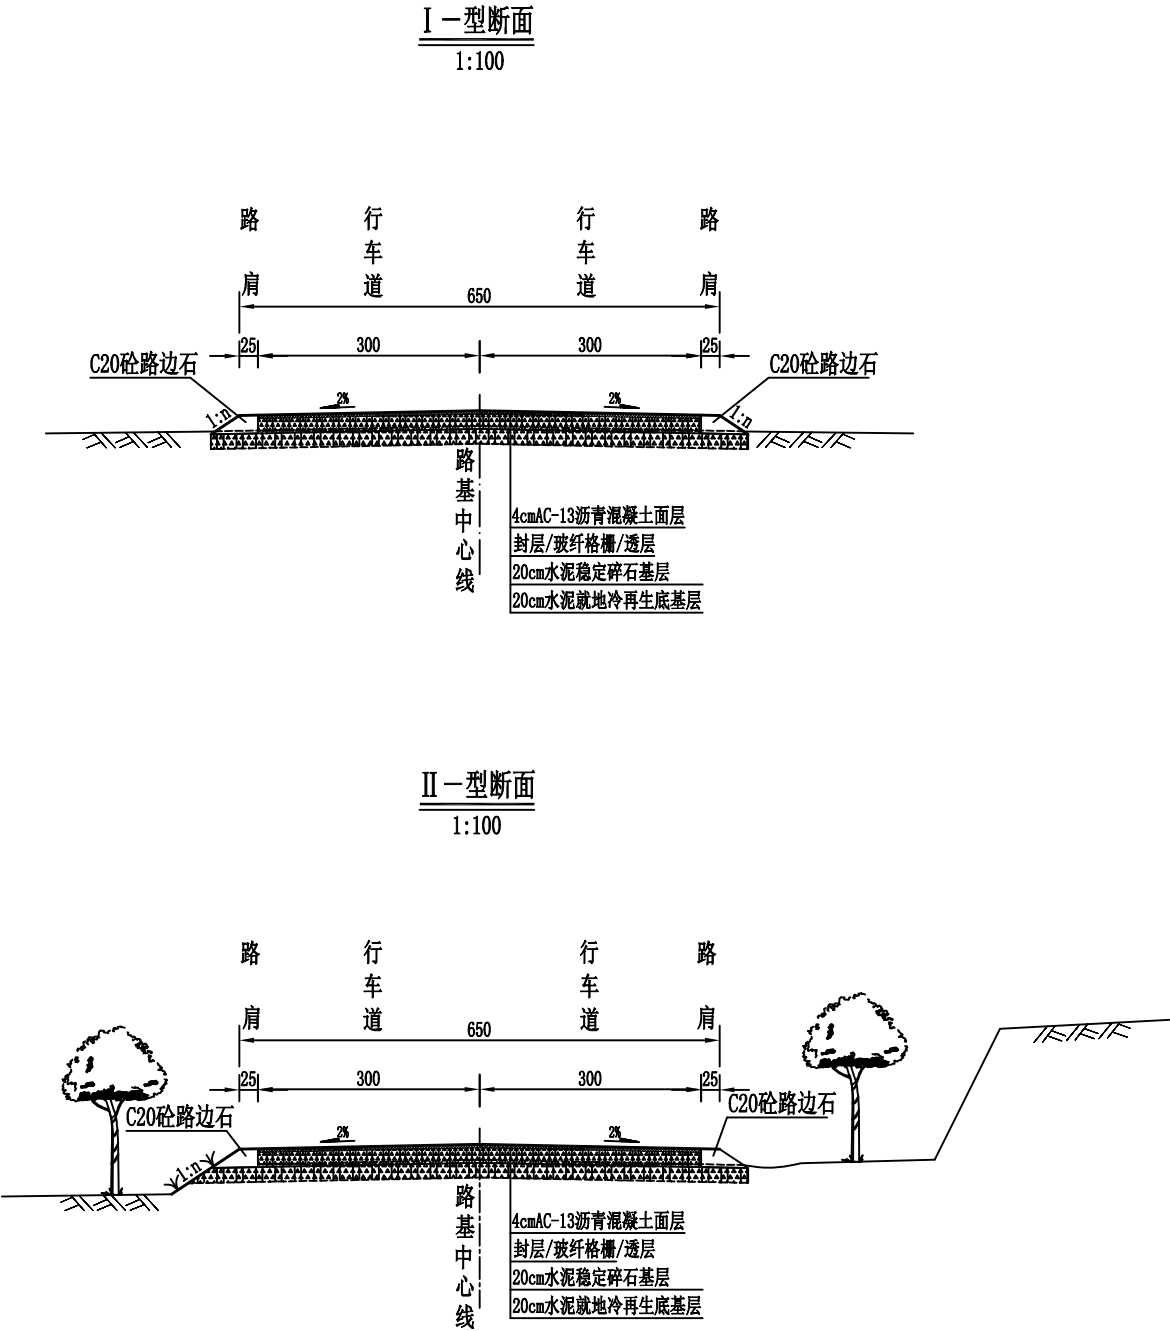 Ⅰ－型断面
1:100
路肩
行车道
行车道
路肩
650
25
300
300
25
C20砼路边石
C20砼路边石
1:n
2%
2%
1:n
路基中心线
4cmAC-13沥青混凝土面层
封层/玻纤格栅/透层
20cm水泥稳定碎石基层
20cm水泥就地冷再生底基层
Ⅱ－型断面
1:100
路肩
行车道
行车道
路肩
650
25
300
300
25
C20砼路边石
C20砼路边石
1:n
2%
2%
路基中心线
4cmAC-13沥青混凝土面层
封层/玻纤格栅/透层
20cm水泥稳定碎石基层
20cm水泥就地冷再生底基层